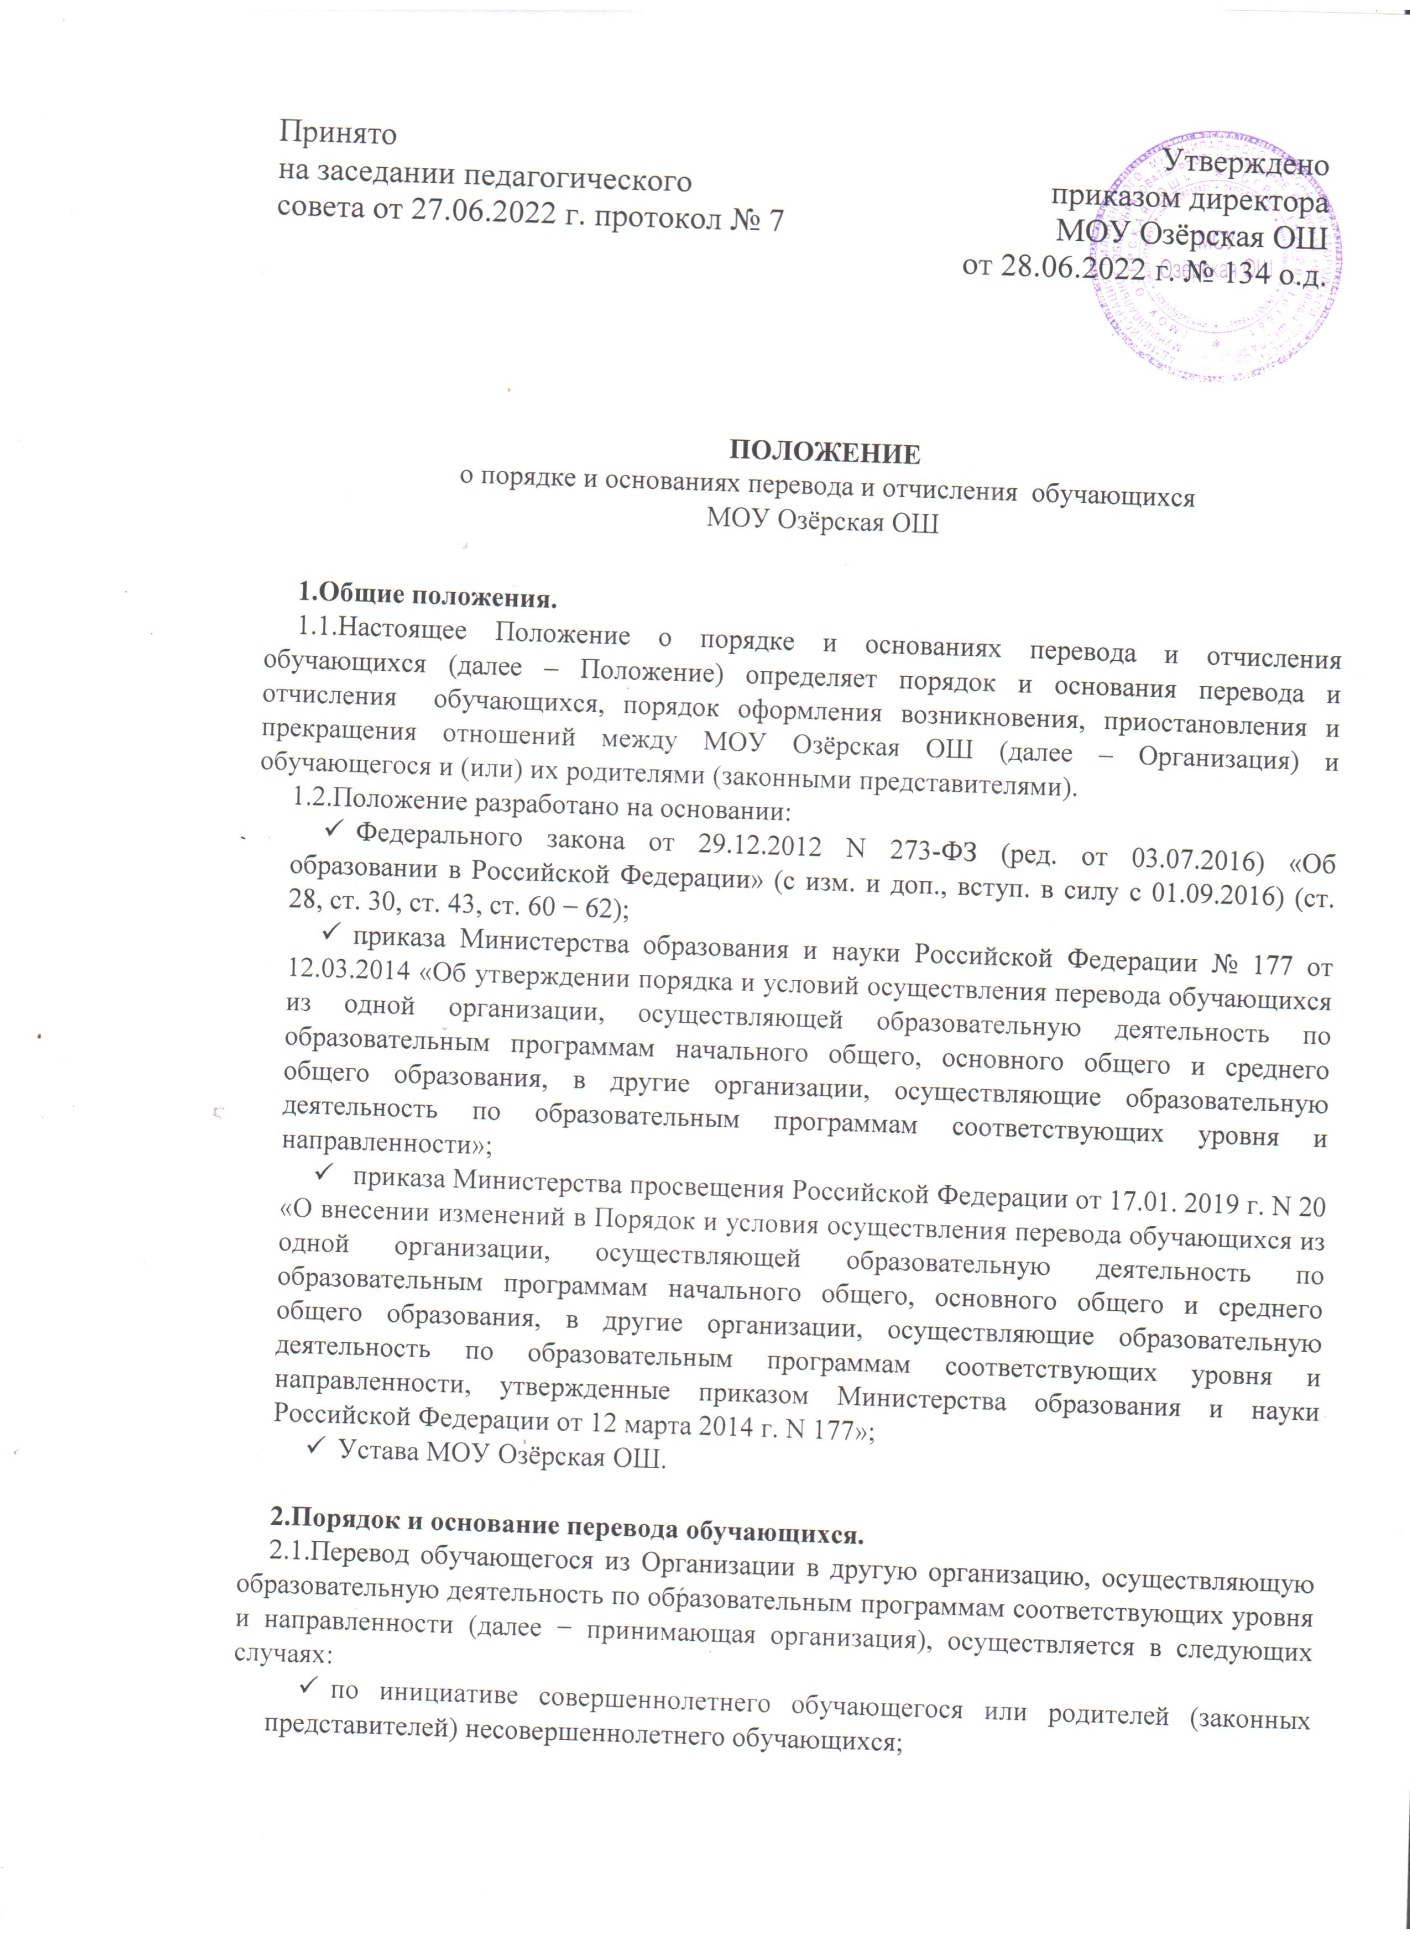 Принято
на заседании педагогического
совета от 27.06.2022 г. протокол № 7
Утверждено
приказом директора
МОУ Озёрская ОШ
от 28.06.2022 г. № 134 о.д.
МОУ
Озёрская ОШ
ПОЛОЖЕНИЕ
о порядке и основаниях перевода и отчисления обучающихся
МОУ Озёрская ОШ
1.Общие положения.
1.1.Настоящее Положение о порядке и основаниях перевода и отчисления
обучающихся (далее – Положение) определяет порядок и основания перевода и
отчисления обучающихся, порядок оформления возникновения, приостановления и
прекращения отношений между МОУ Озёрская ОШ (далее – Организация) и
обучающегося и (или) их родителями (законными представителями).
1.2.Положение разработано на основании:
✓ Федерального закона от 29.12.2012 N 273-ФЗ (ред. от 03.07.2016) «Об
образовании в Российской Федерации» (с изм. и доп., вступ. в силу с 01.09.2016) (ст.
28, ст. 30, ст. 43, ст. 60 − 62);
✓ приказа Министерства образования и науки Российской Федерации № 177 от
12.03.2014 «Об утверждении порядка и условий осуществления перевода обучающихся
из одной организации, осуществляющей образовательную деятельность по
образовательным программам начального общего, основного общего и среднего
общего образования, в другие организации, осуществляющие образовательную
деятельность по образовательным программам соответствующих уровня и
направленности»;
✓ приказа Министерства просвещения Российской Федерации от 17.01. 2019 г. N 20
«О внесении изменений в Порядок и условия осуществления перевода обучающихся из
одной организации, осуществляющей образовательную деятельность по
образовательным программам начального общего, основного общего и среднего
общего образования, в другие организации, осуществляющие образовательную
деятельность по образовательным программам соответствующих уровня и
направленности, утвержденные приказом Министерства образования и науки
Российской Федерации от 12 марта 2014 г. N 177»;
✓ Устава МОУ Озёрская ОШ.
2.Порядок и основание перевода обучающихся.
2.1.Перевод обучающегося из Организации в другую организацию, осуществляющую
образовательную деятельность по образовательным программам соответствующих уровня
и направленности (далее − принимающая организация), осуществляется в следующих
случаях:
✓ по инициативе совершеннолетнего обучающегося или родителей (законных
представителей) несовершеннолетнего обучающихся;